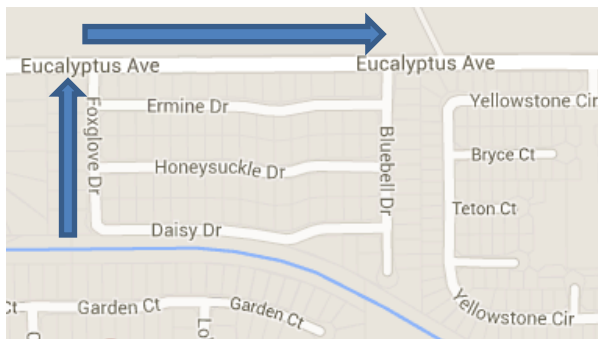 Eucalyptus Ave
Eucalyptus Ave
Foxglove Dr
Ermine Dr
Bluebell Dr
Yellowstone Cir
Honeysuckle Dr
Bryce Ct
Teton Ct
Daisy Dr
Ct
Garden Ct
Garden Ct
Yellowstone Cir